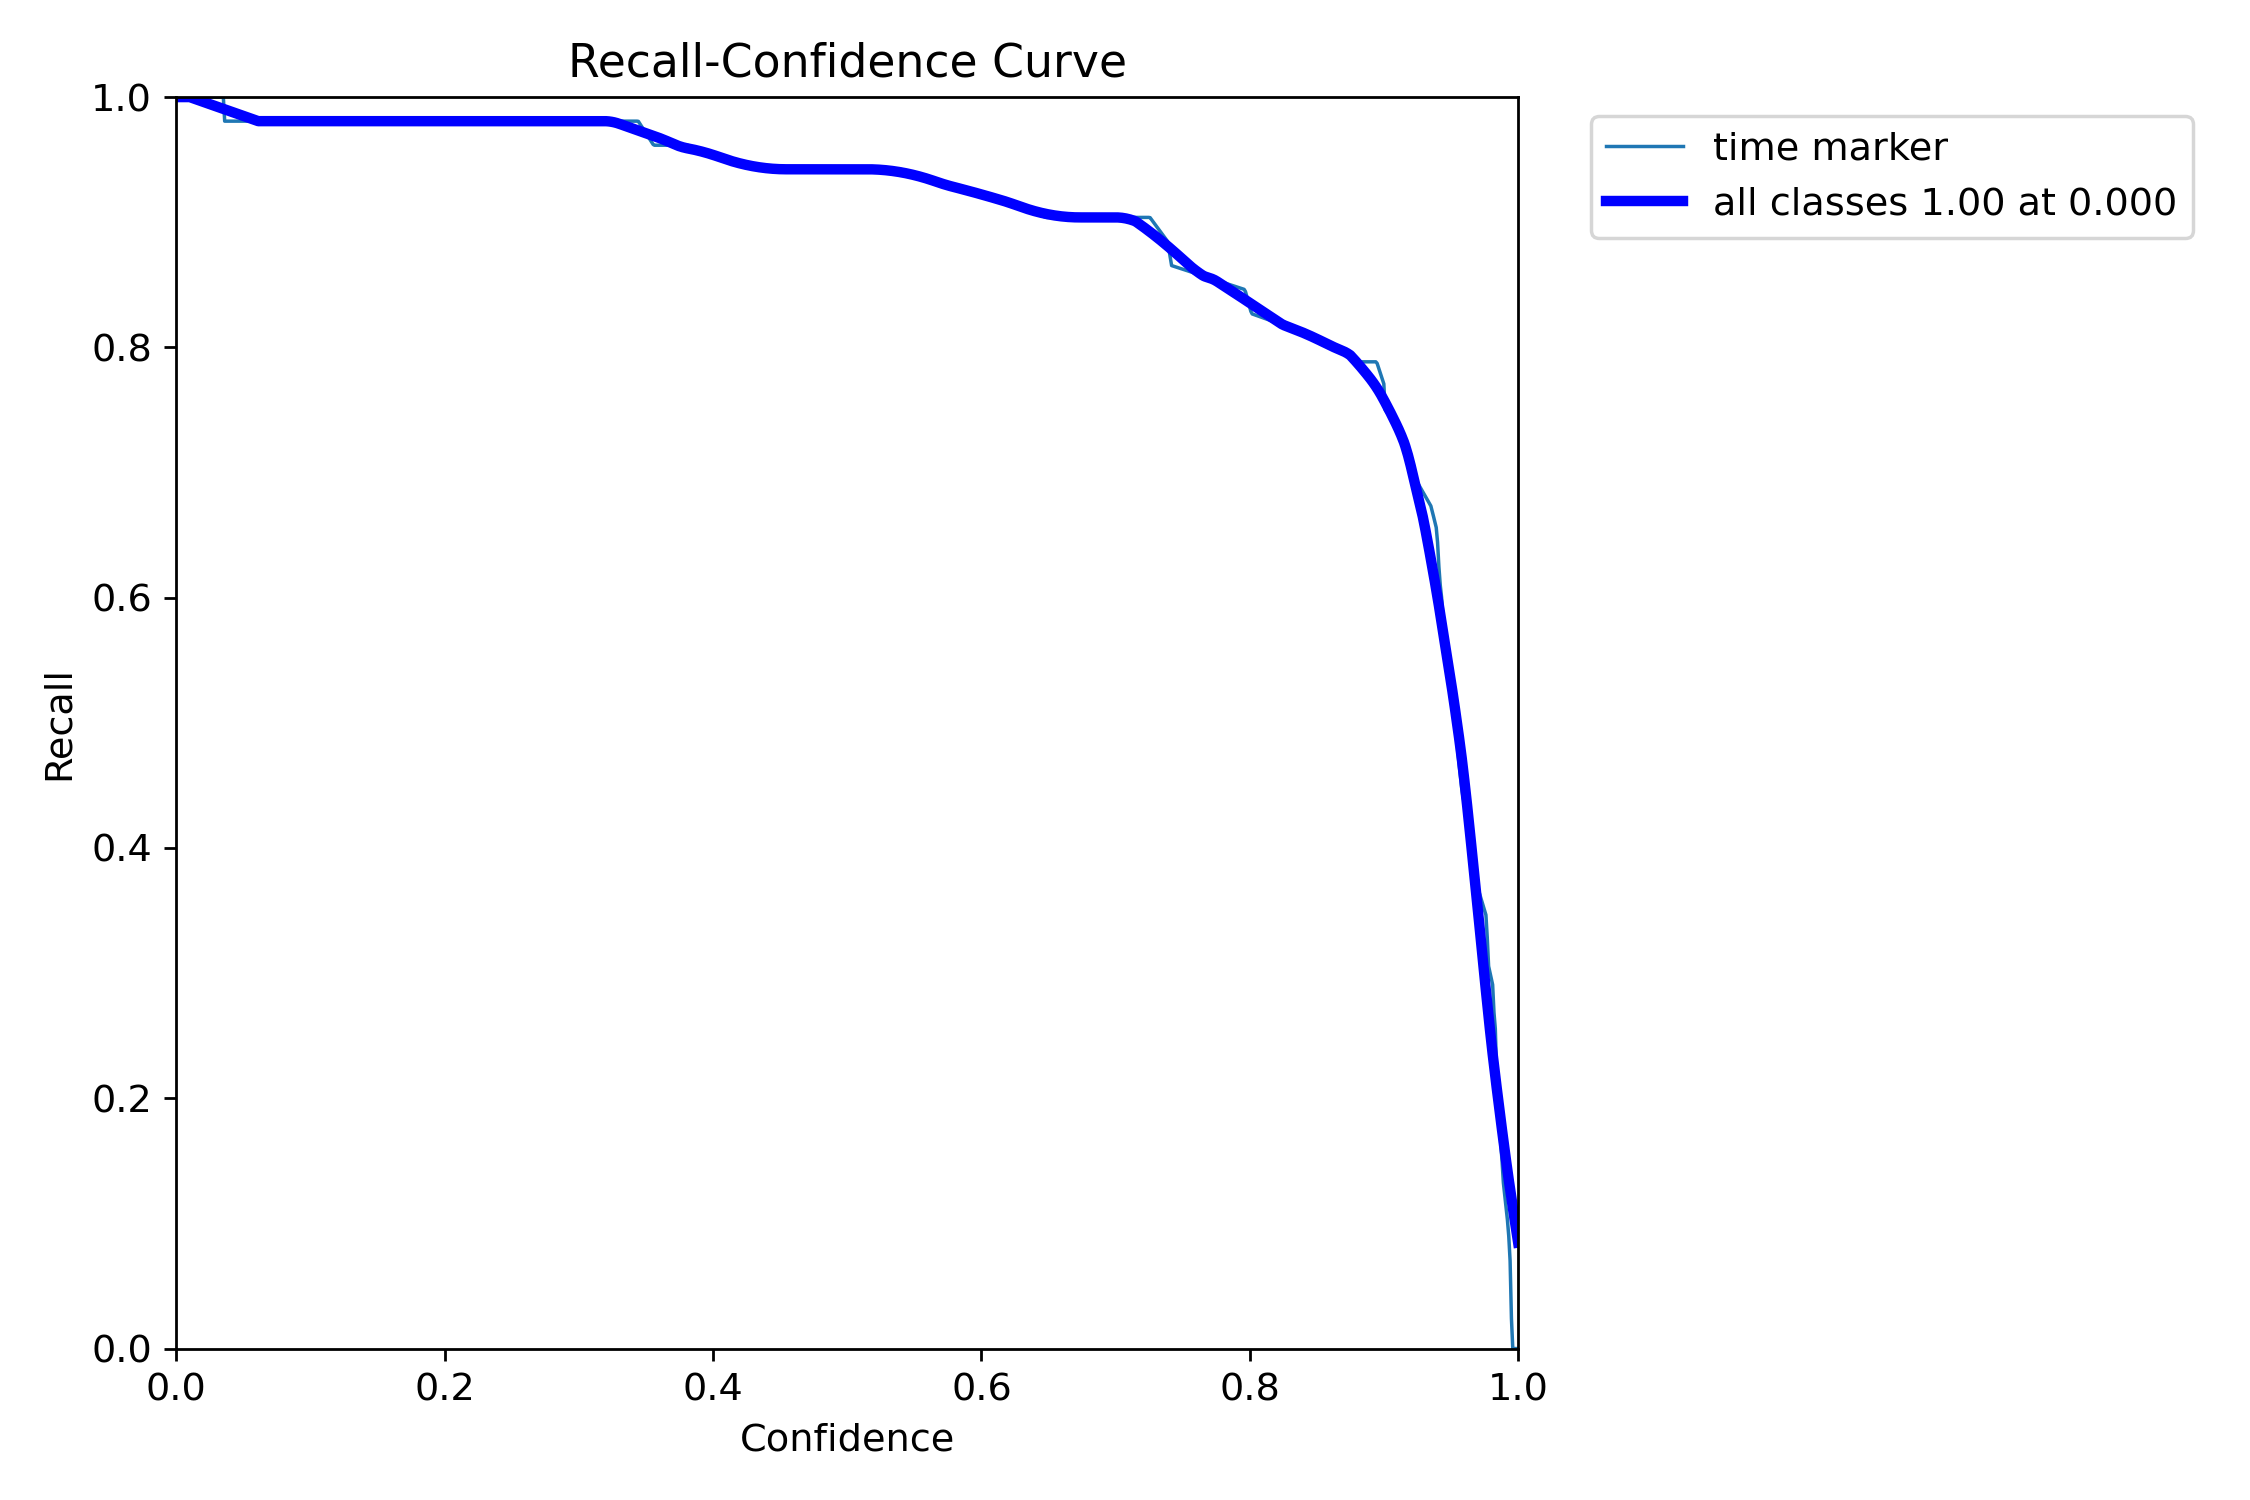 Recall-Confidence Curve
1.0
0.8
0.6
0.4
0.2
0.0
Recall
0.0 0.2 0.4 0.6 0.8 1.0
Confidence
time marker
all classes 1.00 at 0.000